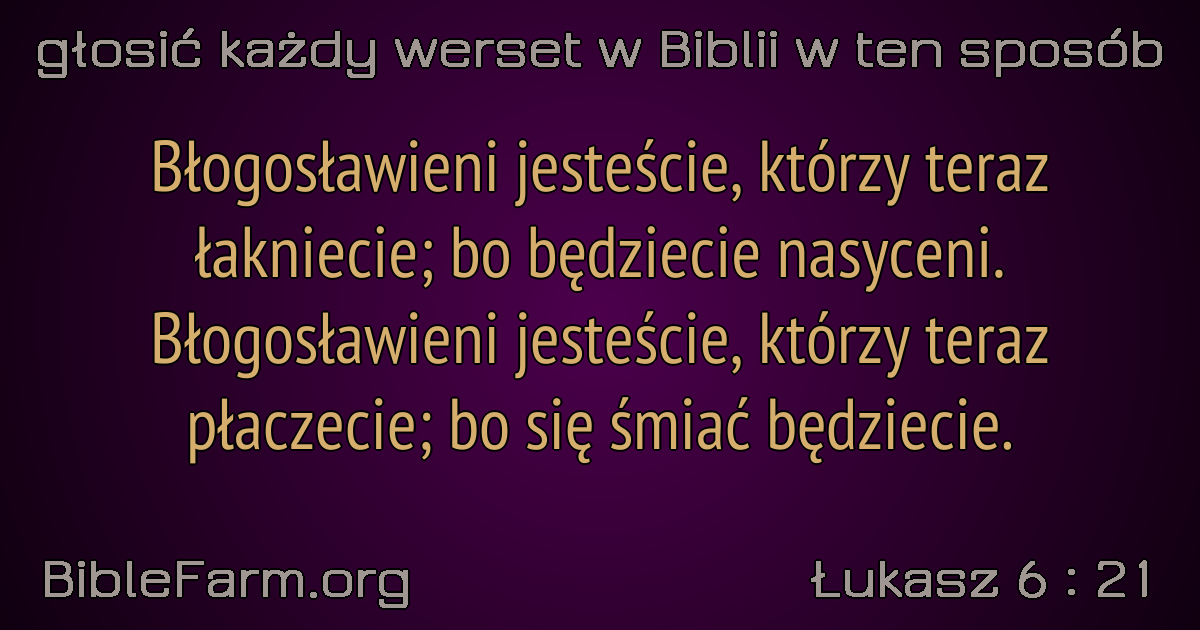 głosić każdy werset w Biblii w ten sposób
Błogosławieni jesteście, którzy teraz
łakniecie; bo będziecie nasyceni.
Błogosławieni jesteście, którzy teraz
płaczecie; bo się śmiać będziecie.
BibleFarm.org
Łukasz 6 : 21